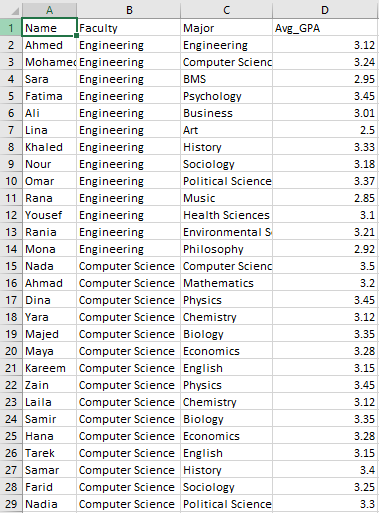 A B C D
1 Name Faculty Major Avg_GPA
2 Ahmed Engineering Engineering 3.12
3 Mohamed Engineering Computer Scienc 3.24
4 Sara Engineering BMS 2.95
5 Fatima Engineering Psychology 3.45
6 Ali Engineering Business 3.01
7 Lina Engineering Art 2.5
8 Khaled Engineering History 3.33
9 Nour Engineering Sociology 3.18
10 Omar Engineering Political Science 3.37
11 Rana Engineering Music 2.85
12 Yousef Engineering Health Sciences 3.1
13 Rania Engineering Environmental S 3.21
14 Mona Engineering Philosophy 2.92
15 Nada Computer Science Computer Scienc 3.5
16 Ahmad Computer Science Mathematics 3.2
17 Dina Computer Science Physics 3.45
18 Yara Computer Science Chemistry 3.12
19 Majed Computer Science Biology 3.35
20 Maya Computer Science Economics 3.28
21 Kareem Computer Science English 3.15
22 Zain Computer Science Physics 3.45
23 Laila Computer Science Chemistry 3.12
24 Samir Computer Science Biology 3.35
25 Hana Computer Science Economics 3.28
26 Tarek Computer Science English 3.15
27 Samar Computer Science History 3.4
28 Farid Computer Science Sociology 3.25
29 Nadia Computer Science Political Science 3.3